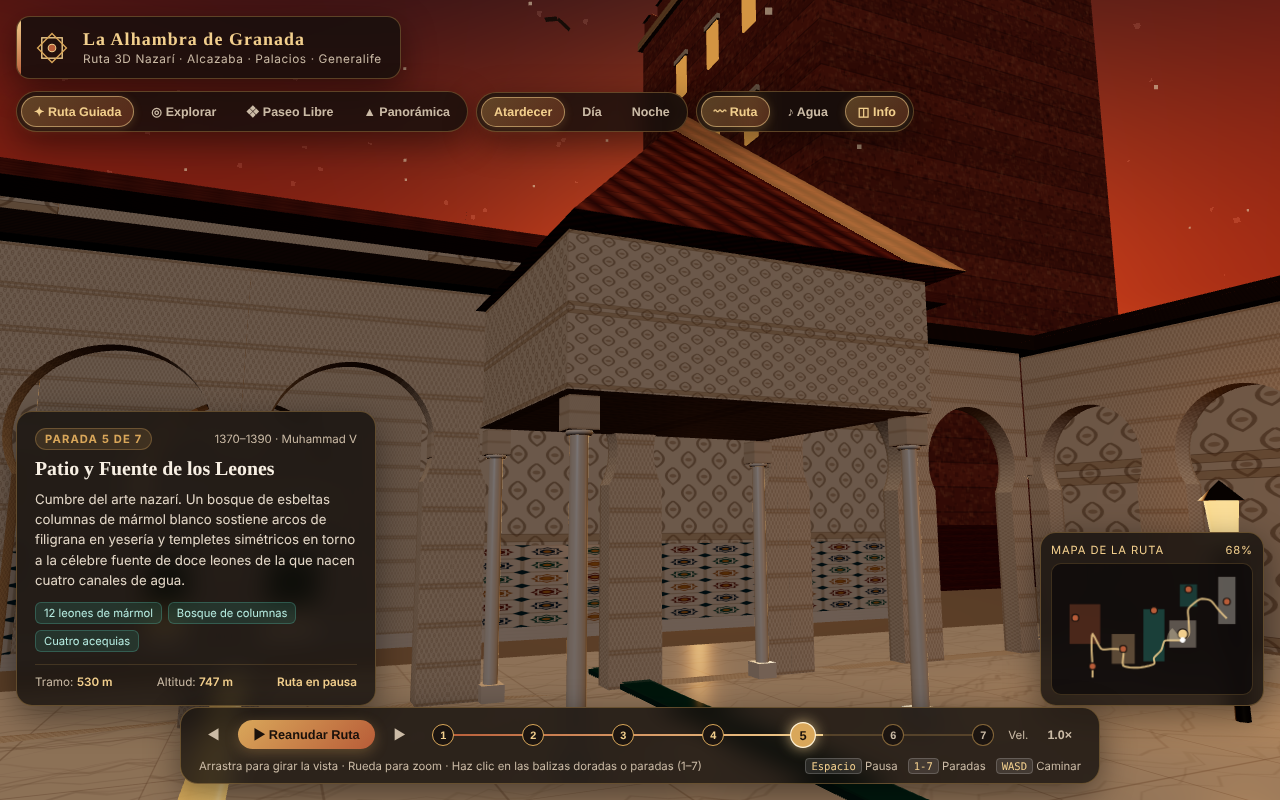 La Alhambra de Granada
Ruta 3D Nazarí · Alcazaba · Palacios · Generalife
✦ Ruta Guiada ◎ Explorar ❖ Paseo Libre ▲ Panorámica Atardecer Día Noche 〰 Ruta ♪ Agua ◫ Info
PARADA 5 DE 7 1370–1390 · Muhammad V
Patio y Fuente de los Leones
Cumbre del arte nazarí. Un bosque de esbeltas
columnas de mármol blanco sostiene arcos de
filigrana en yesería y templetes simétricos en torno
a la célebre fuente de doce leones de la que nacen
cuatro canales de agua.
12 leones de mármol Bosque de columnas
Cuatro acequias
Tramo: 530 m Altitud: 747 m Ruta en pausa
MAPA DE LA RUTA 68%
◀ ▶ Reanudar Ruta ▶ 1 2 3 4 5 6 7 Vel. 1.0×
Arrastra para girar la vista · Rueda para zoom · Haz clic en las balizas doradas o paradas (1–7) Espacio Pausa 1-7 Paradas WASD Caminar